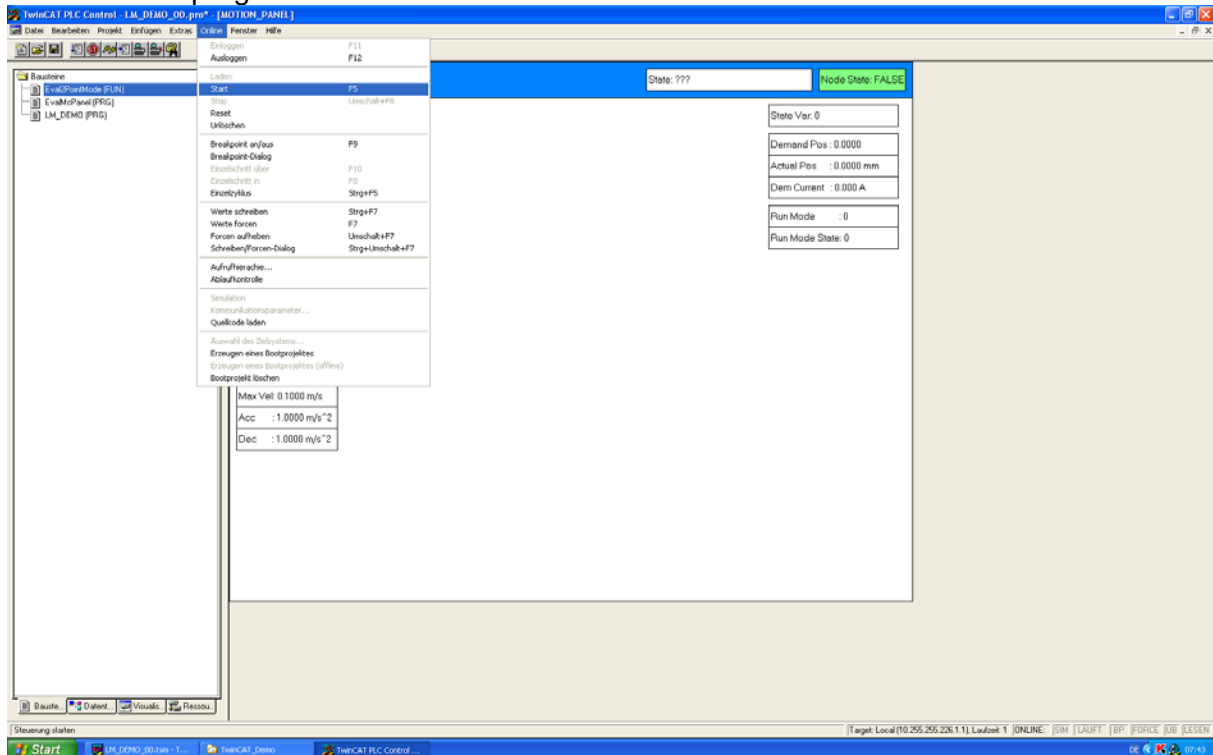 TwinCAT PLC Control - LM_DEMO_00.pro* - [MOTION_PANEL]
Datei Bearbeiten Projekt Einfügen Extras Online Fenster Hilfe
Bausteine
Eval2PointMode (FUN)
EvalMcPanel (PRG)
LM_DEMO (PRG)
Einloggen F11
Ausloggen F12
Laden
Start F5
Stop Umschalt+F8
Reset
Urlöschen
Breakpoint an/aus F9
Breakpoint-Dialog
Einzelschritt über F10
Einzelschritt in F8
Einzelzyklus Strg+F5
Werte schreiben Strg+F7
Werte forcen F7
Forcen aufheben Umschalt+F7
Schreiben/Forcen-Dialog Strg+Umschalt+F7
Aufrufhierachie...
Ablaufkontrolle
Simulation
Kommunikationsparameter...
Quellcode laden
Auswahl des Zielsystems...
Erzeugen eines Bootprojektes
Erzeugen eines Bootprojektes (offline)
Bootprojekt löschen
State: ???
Node State: FALSE
State Var: 0
Demand Pos : 0.0000
Actual Pos : 0.0000 mm
Dem Current : 0.000 A
Run Mode : 0
Run Mode State: 0
Max Vel: 0.1000 m/s
Acc : 1.0000 m/s^2
Dec : 1.0000 m/s^2
Bauste... Datent... Visualis... Ressou...
Steuerung starten
Target: Local (10.255.255.226.1.1), Laufzeit: 1 ONLINE: SIM LÄUFT BP FORCE ÜB LESEN
Start LM_DEMO_00.tsm - T... TwinCAT_Demo TwinCAT PLC Control ... DE 07:43